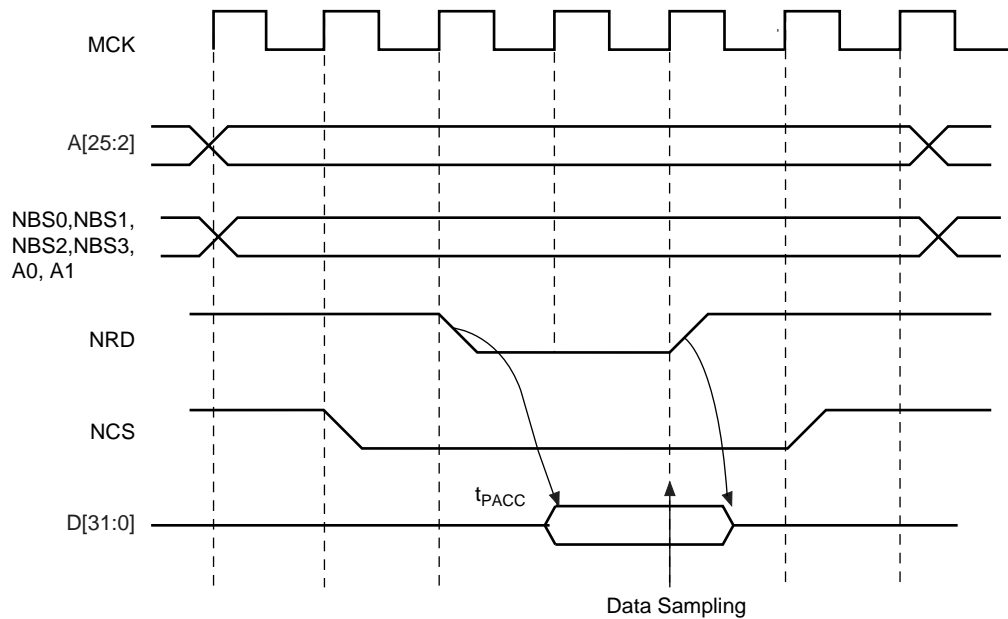 MCK
A[25:2]
NBS0,NBS1,
NBS2,NBS3,
A0, A1
NRD
NCS
tPACC
D[31:0]
Data Sampling